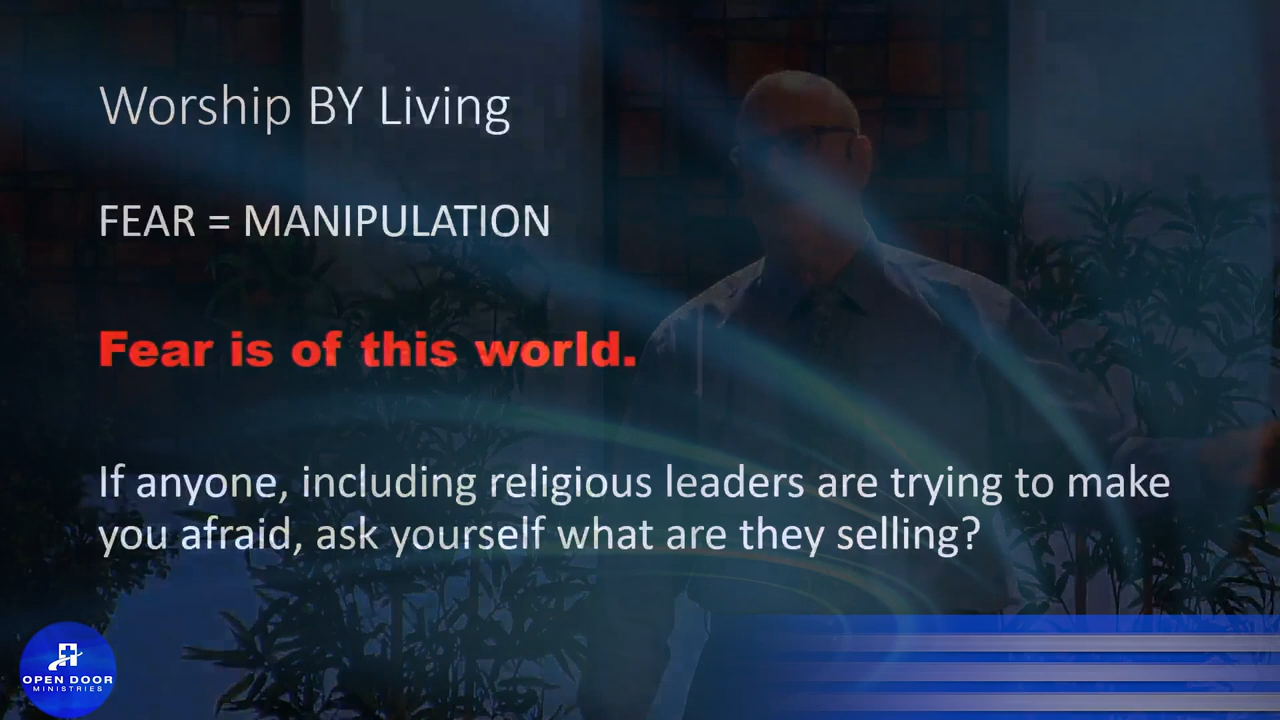 Worship BY Living
FEAR = MANIPULATION
Fear is of this world.
If anyone, including religious leaders are trying to make
you afraid, ask yourself what are they selling?
OPEN DOOR
MINISTRIES